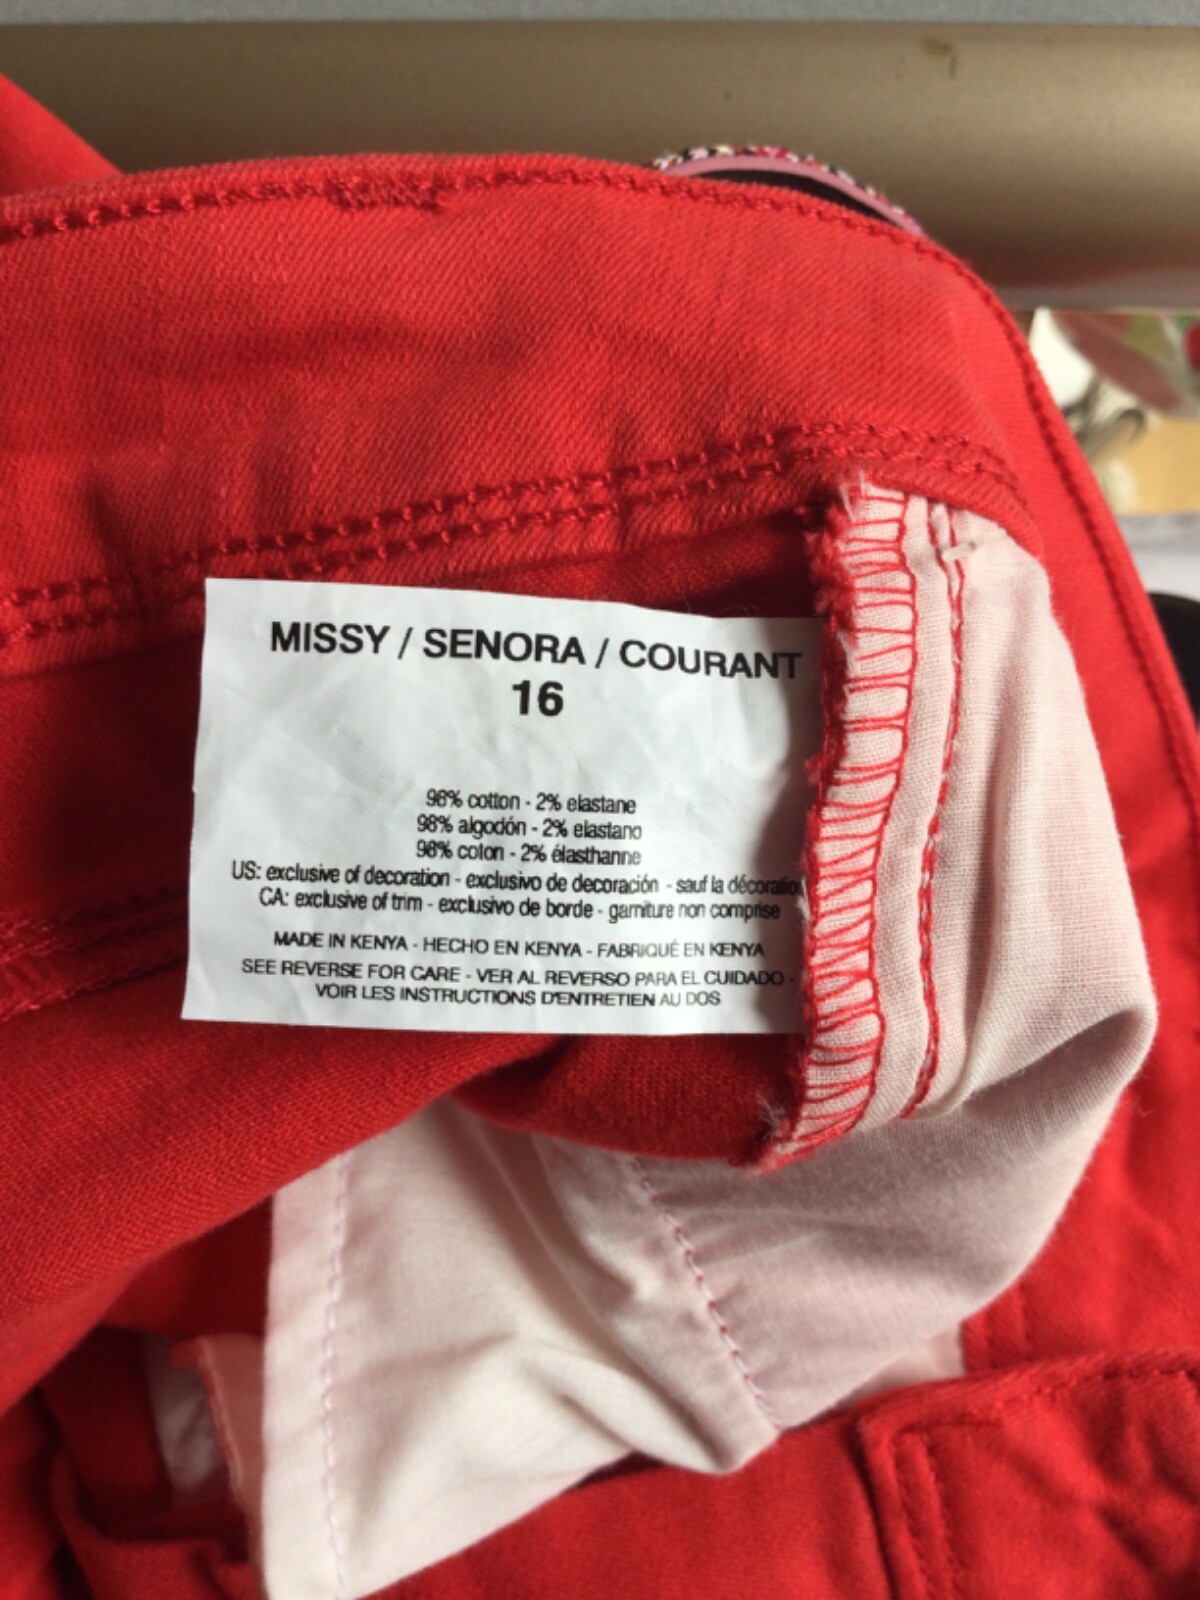 MISSY / SENORA / COURANT
16
98% cotton - 2% elastane
98% algodón - 2% elastano
98% coton - 2% élasthanne
US: exclusive of decoration - exclusivo de decoración - sauf la décoration
CA: exclusive of trim - exclusivo de borde - garniture non comprise
MADE IN KENYA - HECHO EN KENYA - FABRIQUÉ EN KENYA
SEE REVERSE FOR CARE - VER AL REVERSO PARA EL CUIDADO -
VOIR LES INSTRUCTIONS D'ENTRETIEN AU DOS